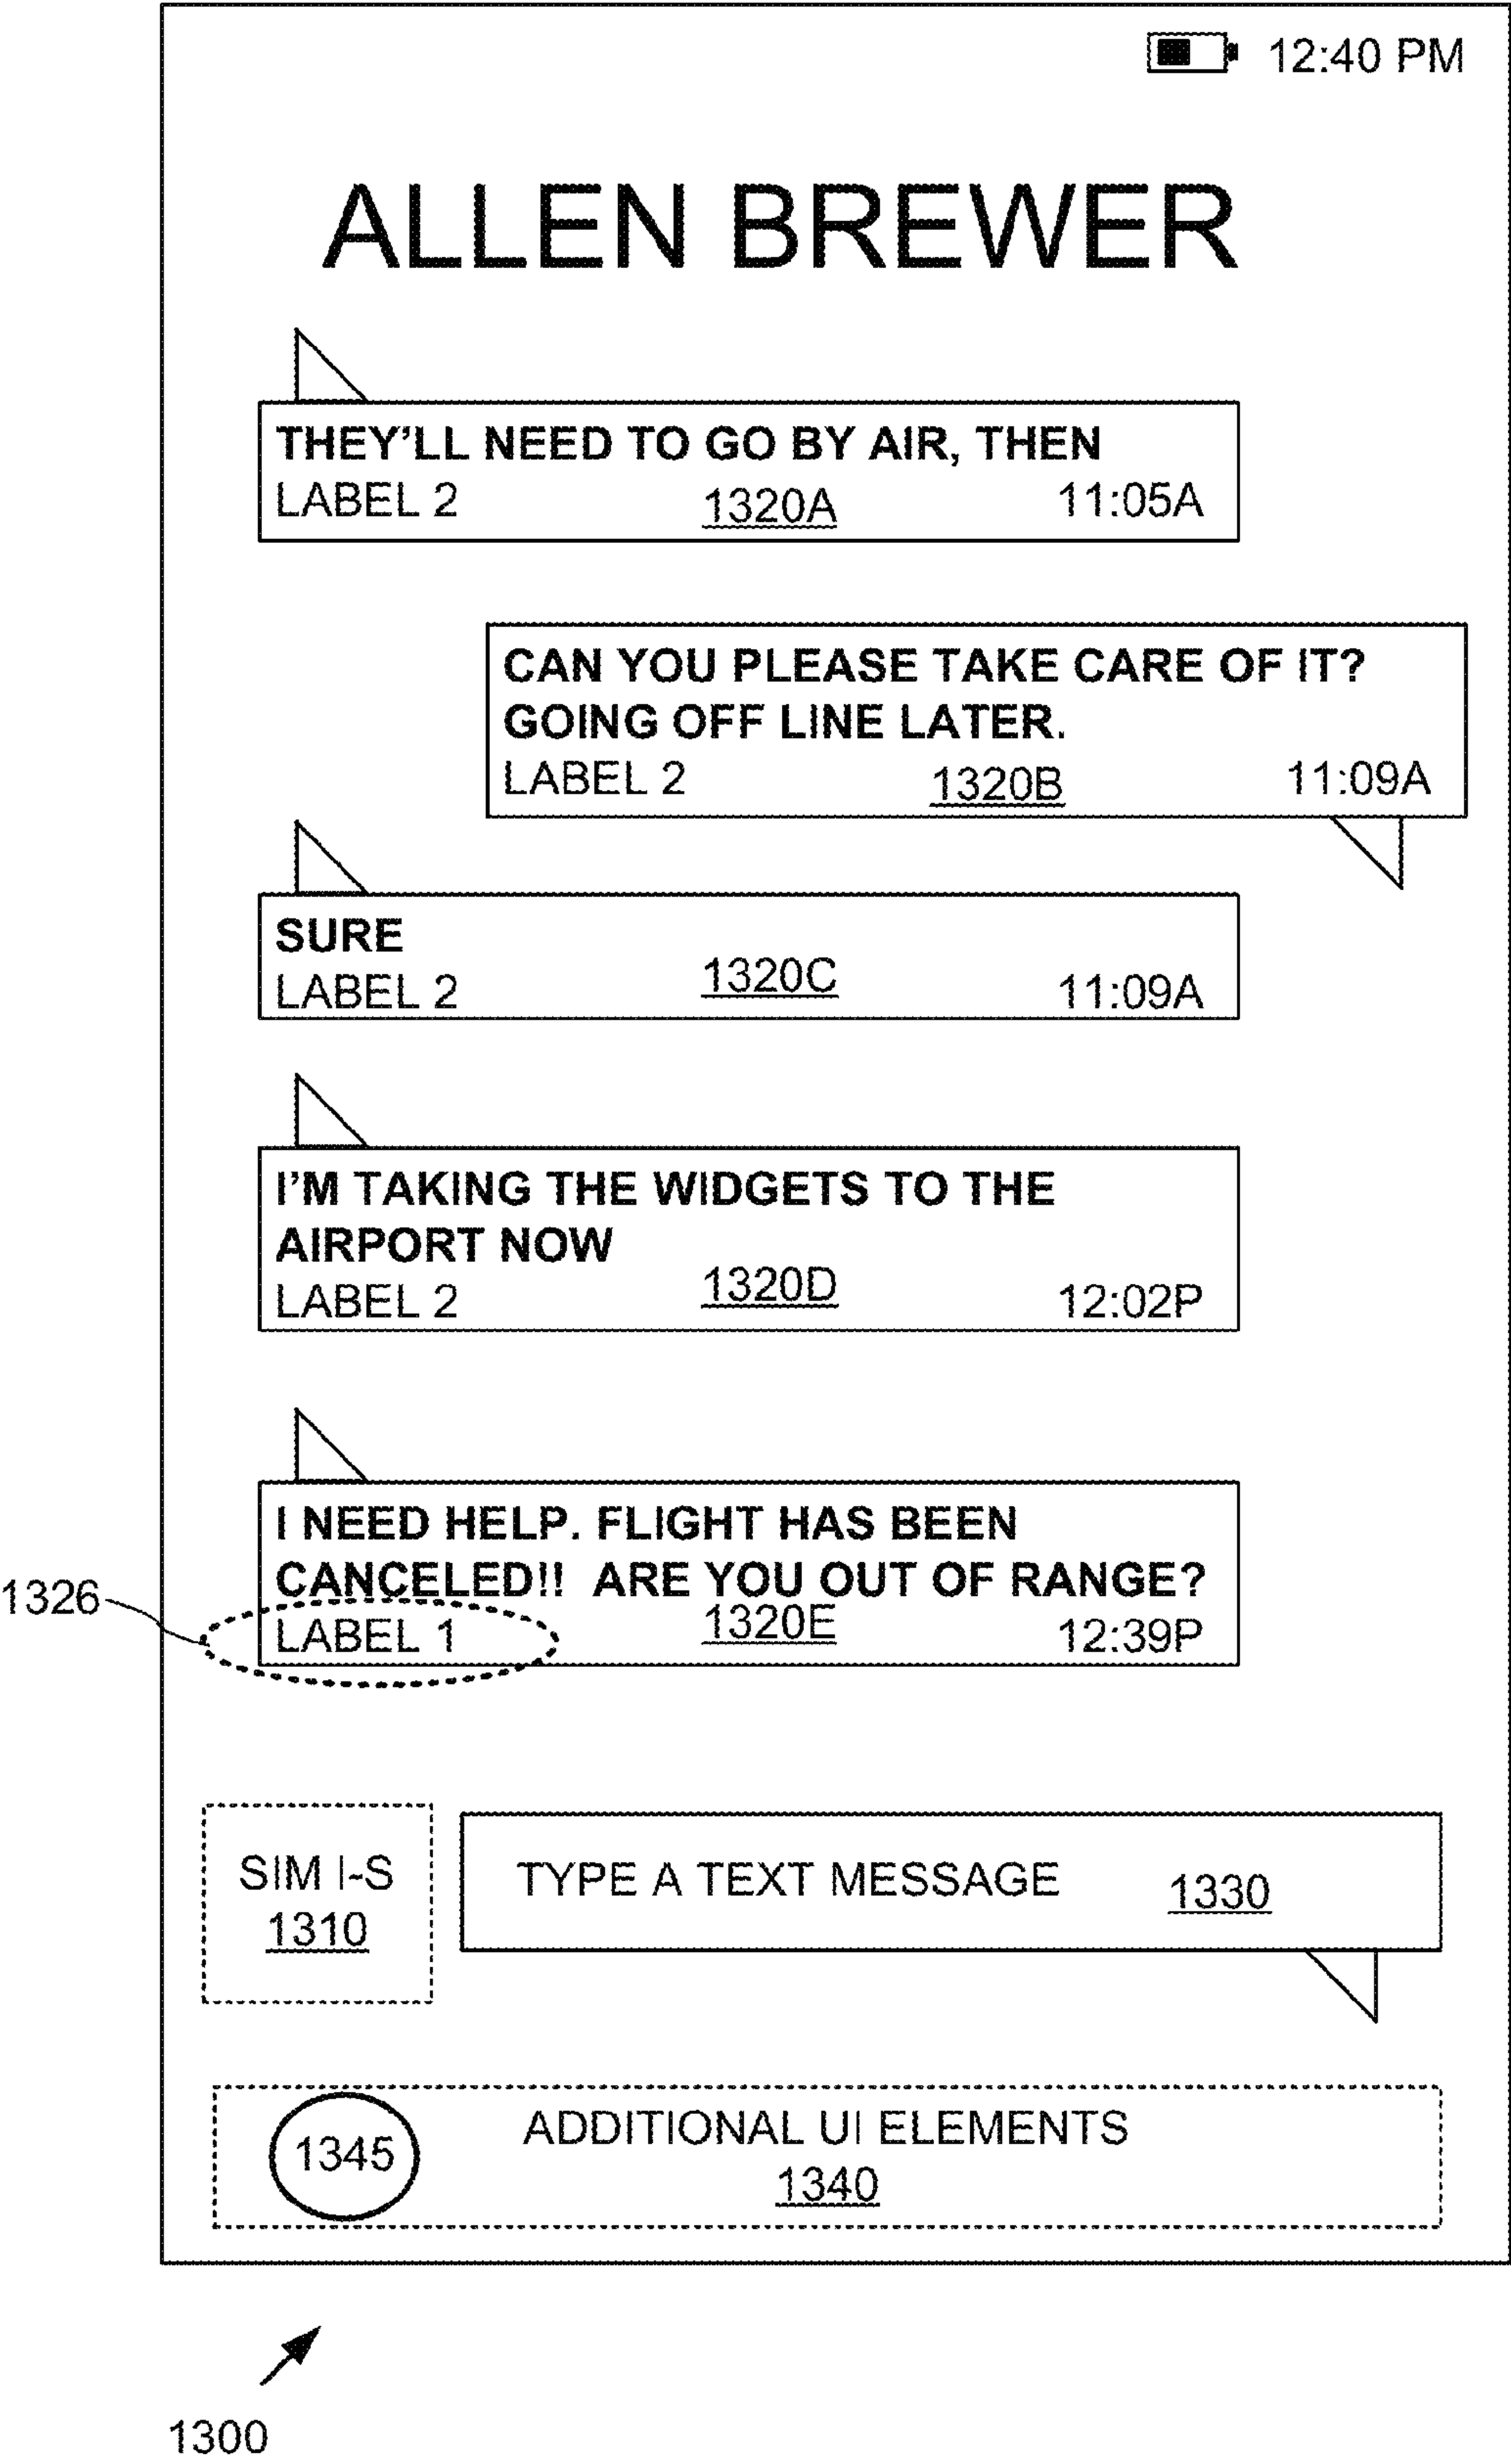 12:40 PM
ALLEN BREWER
THEY'LL NEED TO GO BY AIR, THEN
LABEL 2 1320A 11:05A
CAN YOU PLEASE TAKE CARE OF IT?
GOING OFF LINE LATER.
LABEL 2 1320B 11:09A
SURE
LABEL 2 1320C 11:09A
I'M TAKING THE WIDGETS TO THE
AIRPORT NOW
LABEL 2 1320D 12:02P
I NEED HELP. FLIGHT HAS BEEN
CANCELED!! ARE YOU OUT OF RANGE?
1326
LABEL 1 1320E 12:39P
SIM I-S
1310
TYPE A TEXT MESSAGE 1330
ADDITIONAL UI ELEMENTS
1345
1340
1300